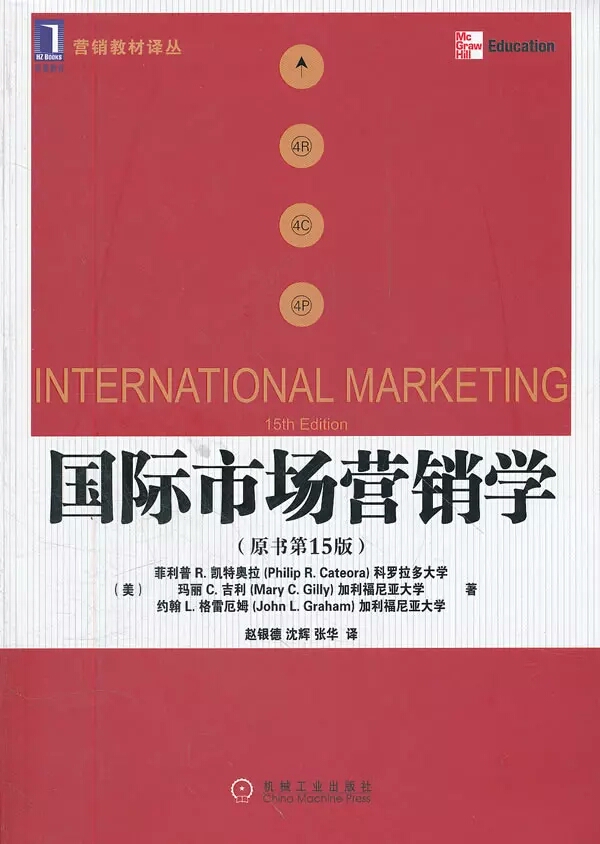 HZ BOOKS
营销教材译丛
Mc
Graw
Hill
Education
4R
4C
4P
INTERNATIONAL MARKETING
15th Edition
国际市场营销学
（原书第15版）
菲利普 R. 凯特奥拉 (Philip R. Cateora) 科罗拉多大学
（美） 玛丽 C. 吉利 (Mary C. Gilly) 加利福尼亚大学 著
约翰 L. 格雷厄姆 (John L. Graham) 加利福尼亚大学
赵银德 沈辉 张华 译
机械工业出版社
China Machine Press